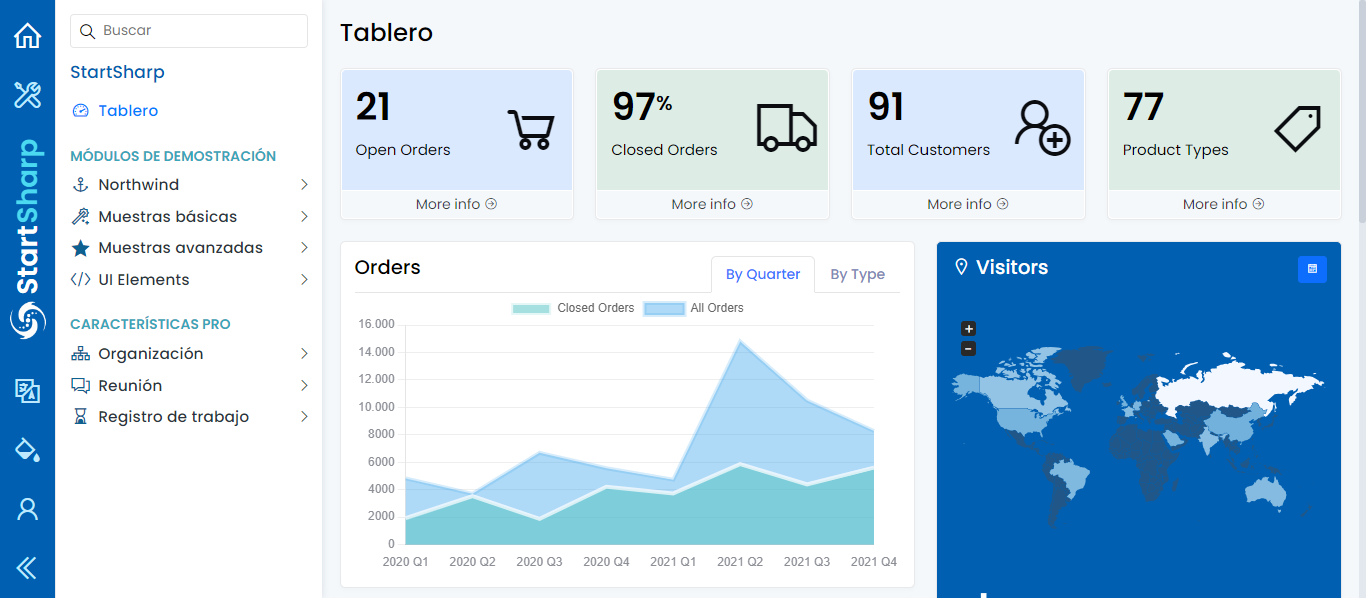 StartSharp
Buscar
StartSharp
Tablero
MÓDULOS DE DEMOSTRACIÓN
Northwind
Muestras básicas
Muestras avanzadas
UI Elements
CARACTERÍSTICAS PRO
Organización
Reunión
Registro de trabajo
Tablero
21
Open Orders
More info
97%
Closed Orders
More info
91
Total Customers
More info
77
Product Types
More info
Orders
By Quarter
By Type
Closed Orders
All Orders
16.000
14.000
12.000
10.000
8000
6000
4000
2000
0
2020 Q1 2020 Q2 2020 Q3 2020 Q4 2021 Q1 2021 Q2 2021 Q3 2021 Q4
Visitors
+
−